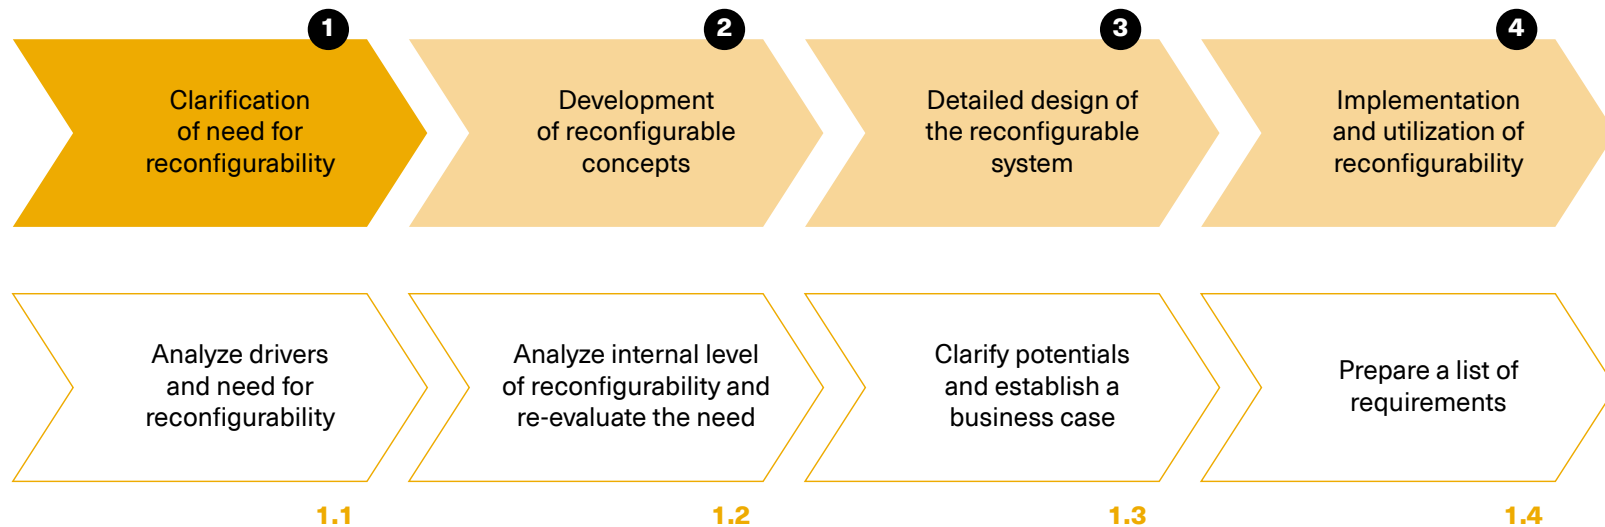 1
2
3
4
Clarification
of need for
reconfigurability
Development
of reconfigurable
concepts
Detailed design of
the reconfigurable
system
Implementation
and utilization of
reconfigurability
Analyze drivers
and need for
reconfigurability
Analyze internal level
of reconfigurability and
re-evaluate the need
Clarify potentials
and establish a
business case
Prepare a list of
requirements
1.1
1.2
1.3
1.4